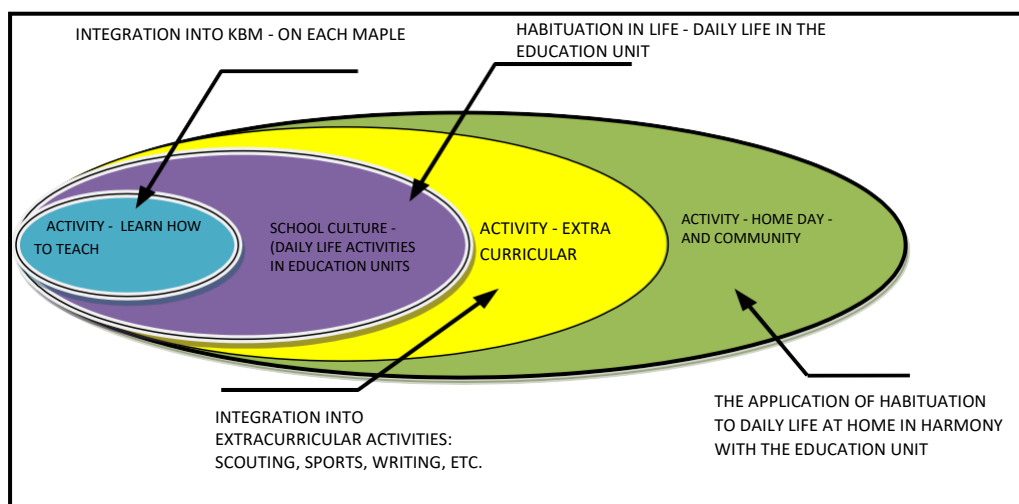 INTEGRATION INTO KBM - ON EACH MAPLE
HABITUATION IN LIFE - DAILY LIFE IN THE
EDUCATION UNIT
ACTIVITY - LEARN HOW
TO TEACH
SCHOOL CULTURE -
(DAILY LIFE ACTIVITIES
IN EDUCATION UNITS
ACTIVITY - EXTRA
CURRICULAR
ACTIVITY - HOME DAY -
AND COMMUNITY
INTEGRATION INTO
EXTRACURRICULAR ACTIVITIES:
SCOUTING, SPORTS, WRITING, ETC.
THE APPLICATION OF HABITUATION
TO DAILY LIFE AT HOME IN HARMONY
WITH THE EDUCATION UNIT